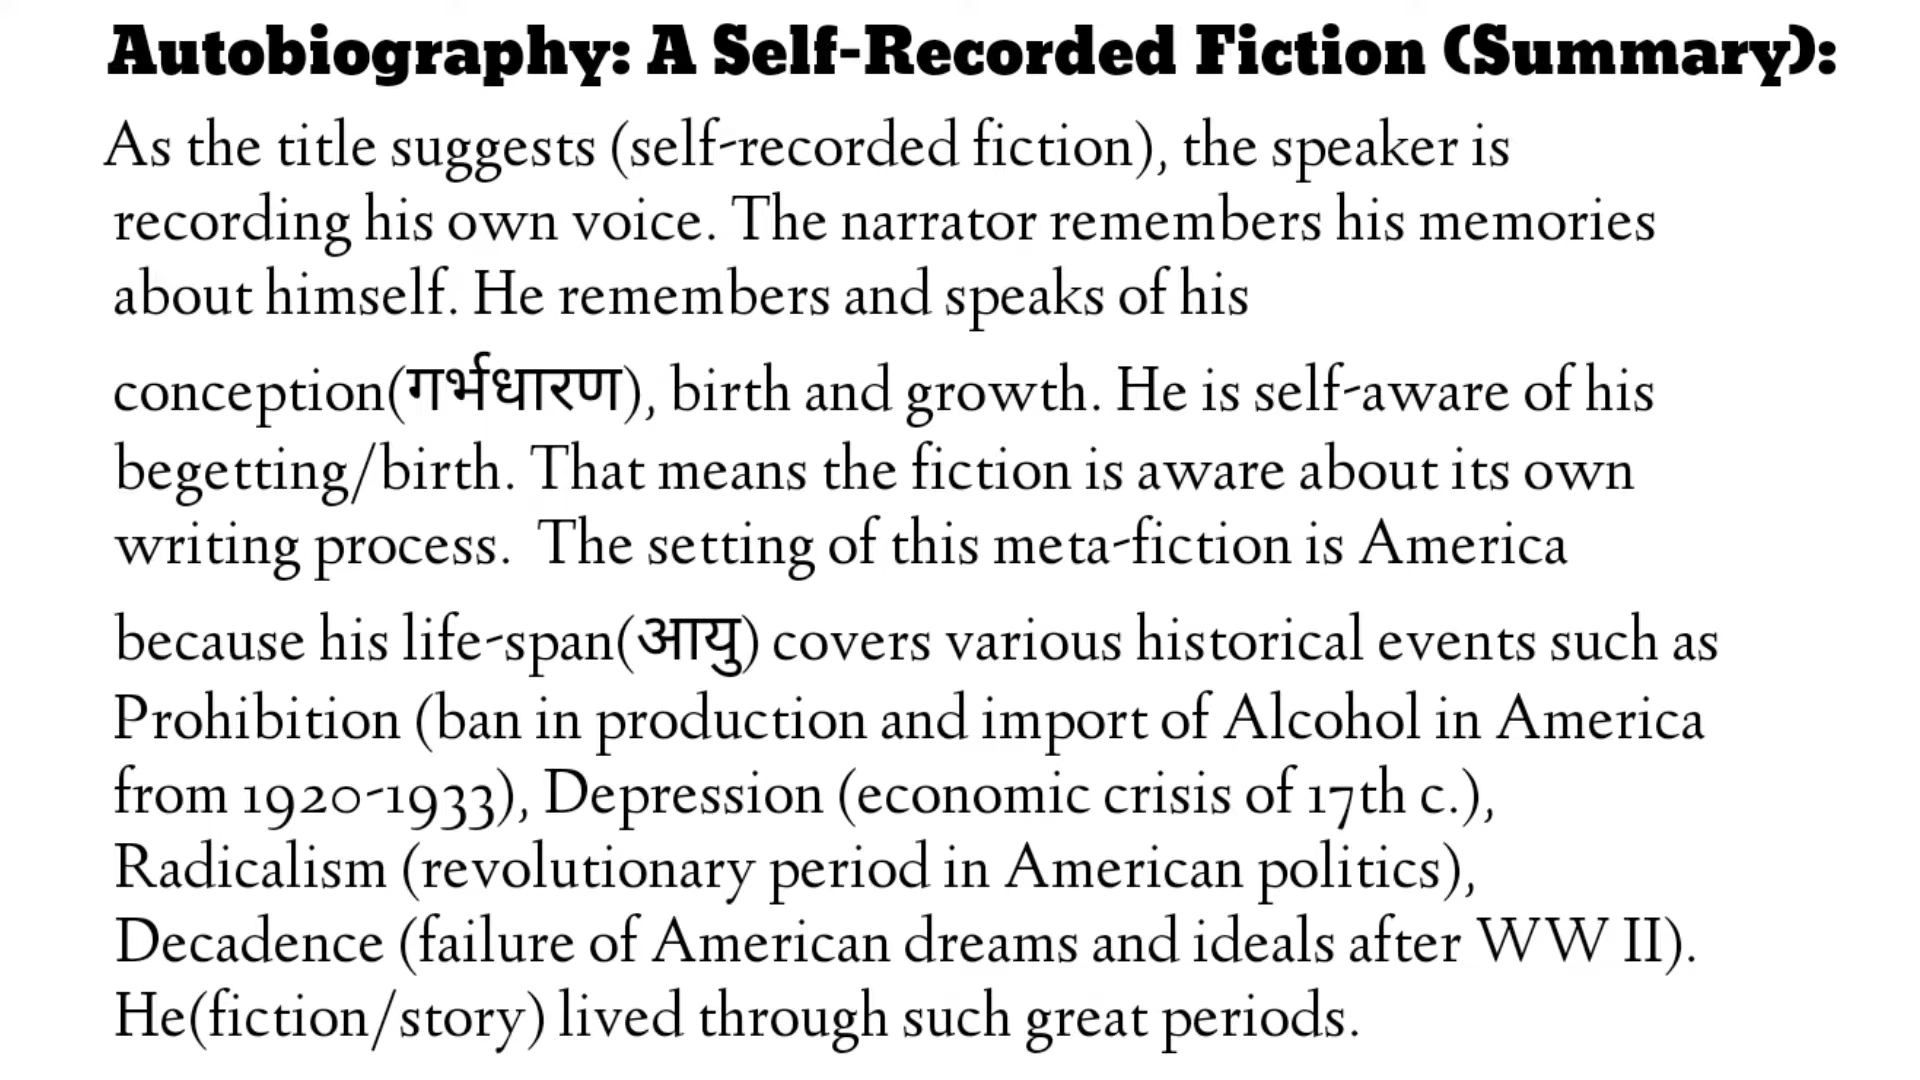 Autobiography: A Self-Recorded Fiction (Summary):
As the title suggests (self-recorded fiction), the speaker is
recording his own voice. The narrator remembers his memories
about himself. He remembers and speaks of his
conception(गर्भधारण), birth and growth. He is self-aware of his
begetting/birth. That means the fiction is aware about its own
writing process. The setting of this meta-fiction is America
because his life-span(आयु) covers various historical events such as
Prohibition (ban in production and import of Alcohol in America
from 1920-1933), Depression (economic crisis of 17th c.),
Radicalism (revolutionary period in American politics),
Decadence (failure of American dreams and ideals after WW II).
He(fiction/story) lived through such great periods.